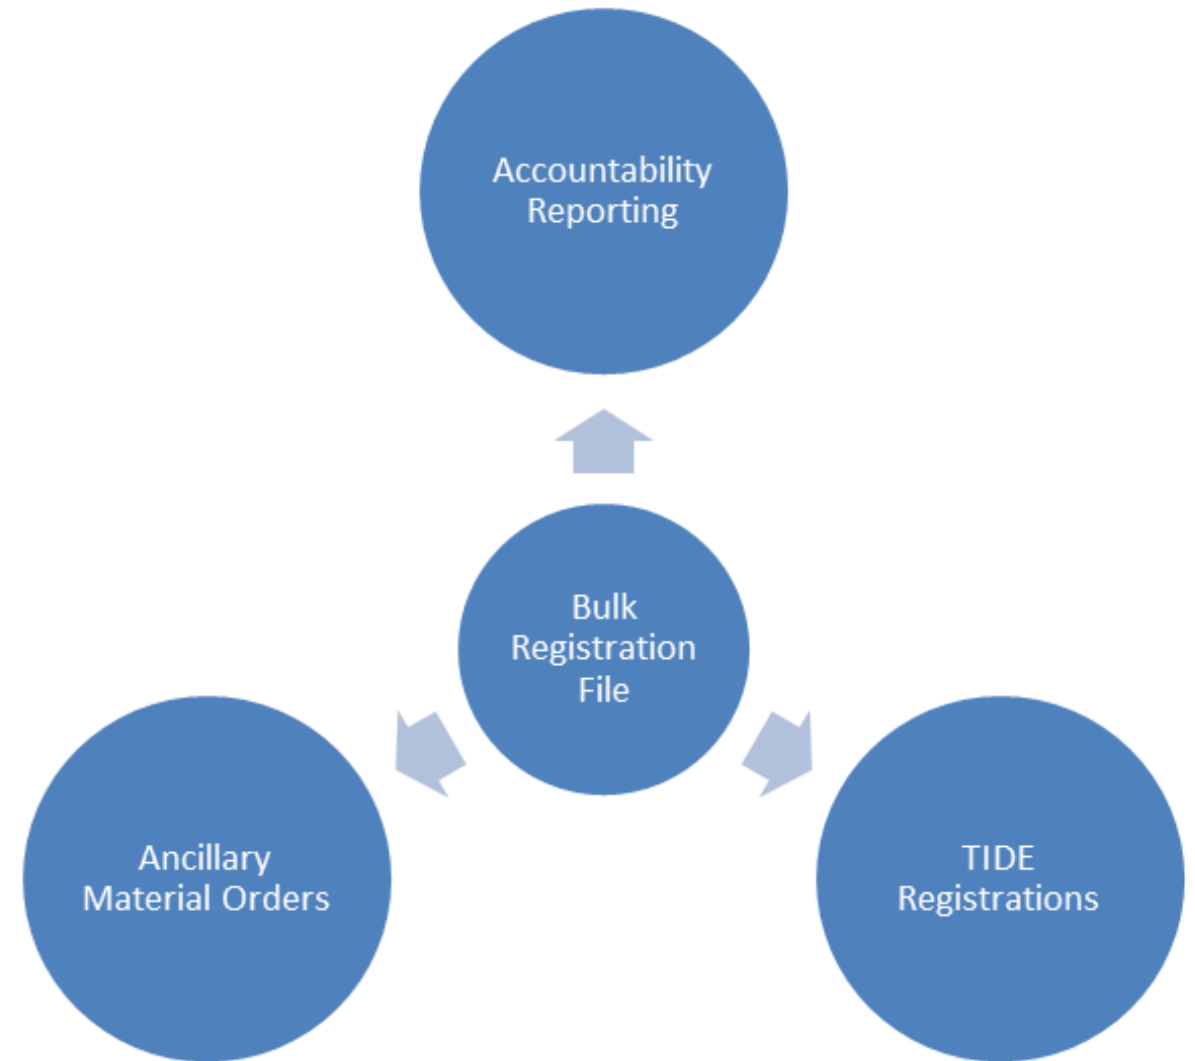 Accountability
Reporting
Bulk
Registration
File
Ancillary
Material Orders
TIDE
Registrations